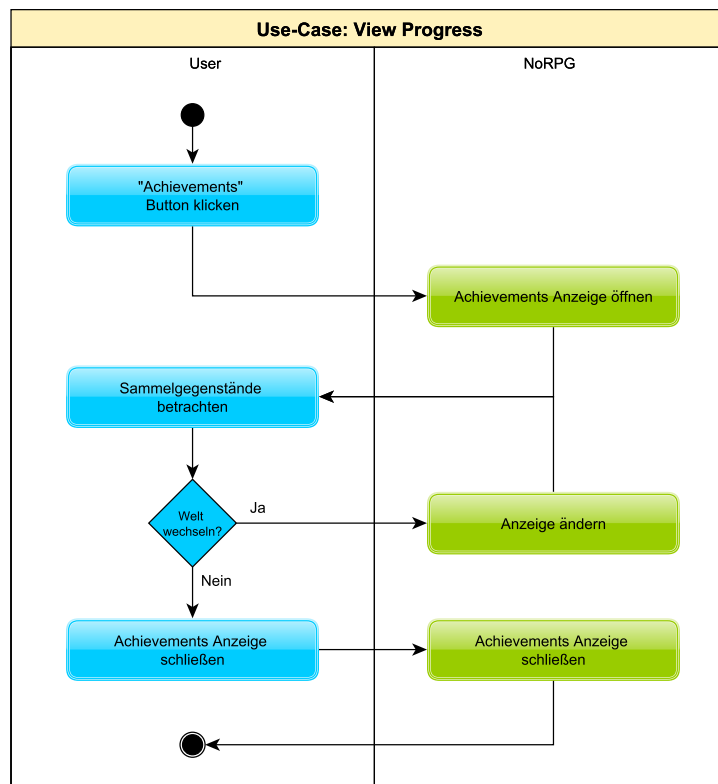 Use-Case: View Progress
User
NoRPG
"Achievements"
Button klicken
Achievements Anzeige öffnen
Sammelgegenstände
betrachten
Welt
wechseln?
Ja
Anzeige ändern
Nein
Achievements Anzeige
schließen
Achievements Anzeige
schließen